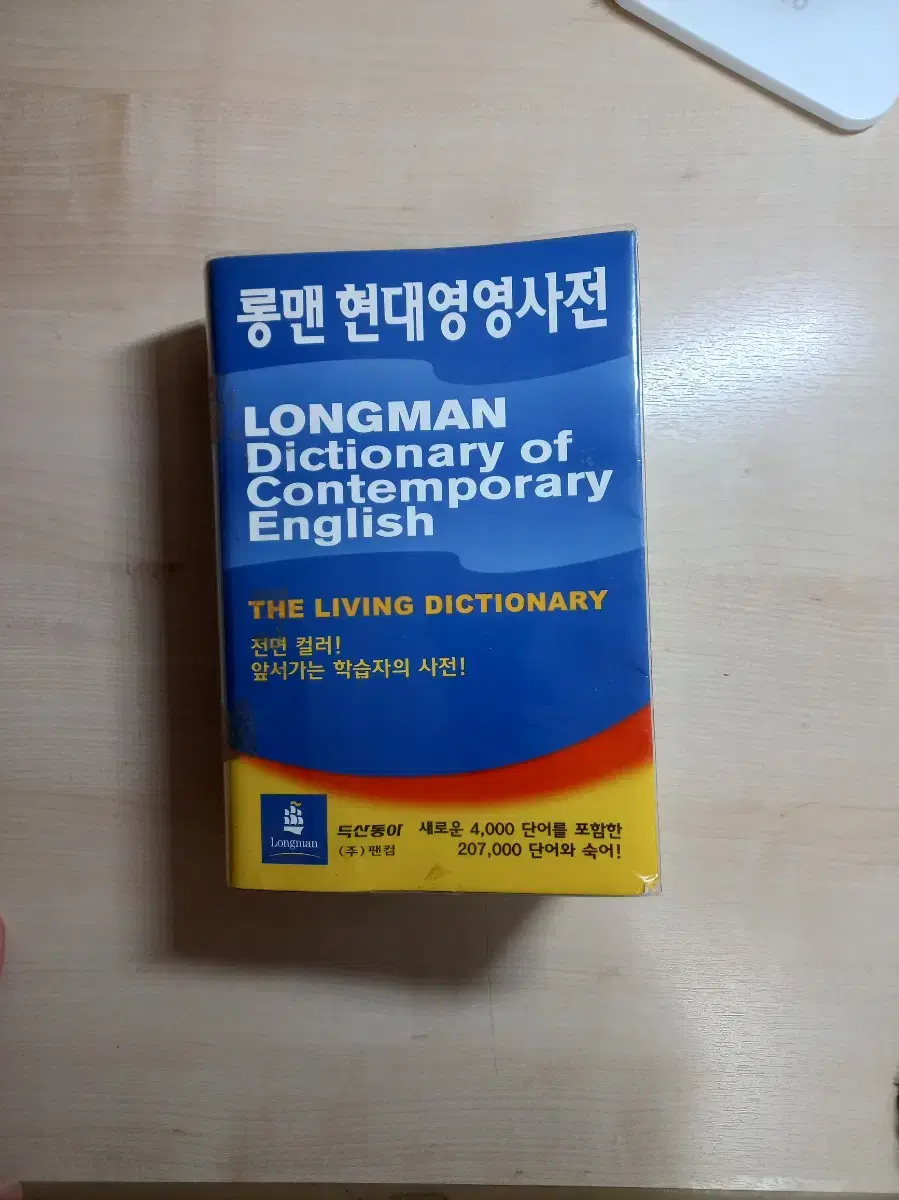 롱맨 현대영영사전
LONGMAN
Dictionary of
Contemporary
English
THE LIVING DICTIONARY
전면 컬러!
앞서가는 학습자의 사전!
Longman
두산동아
(주)팬컴
새로운 4,000 단어를 포함한
207,000 단어와 숙어!